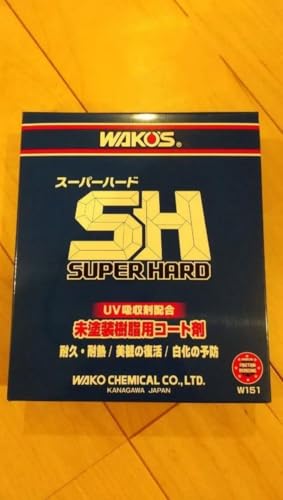 WAKO'S®
スーパーハード
SH
SUPER HARD
UV吸収剤配合
未塗装樹脂用コート剤
耐久・耐熱/美観の復活/白化の予防
WAKO CHEMICAL CO., LTD.
KANAGAWA JAPAN
WAKO'S
W151